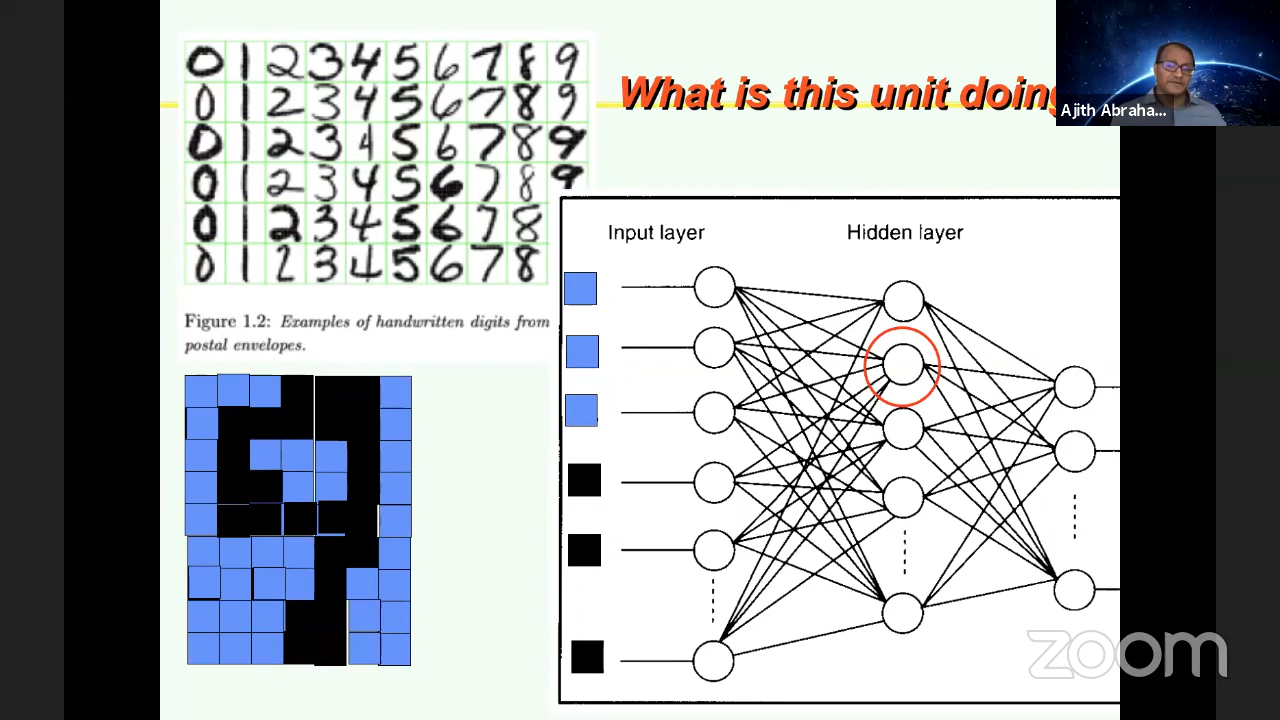 0 1 2 3 4 5 6 7 8 9
0 1 2 3 4 5 6 7 8 9
0 1 2 3 4 5 6 7 8 9
0 1 2 3 4 5 6 7 8 9
0 1 2 3 4 5 6 7 8
0 1 2 3 4 5 6 7 8
Figure 1.2: Examples of handwritten digits from
postal envelopes.
What is this unit doing
Ajith Abraha...
Input layer
Hidden layer
zoom